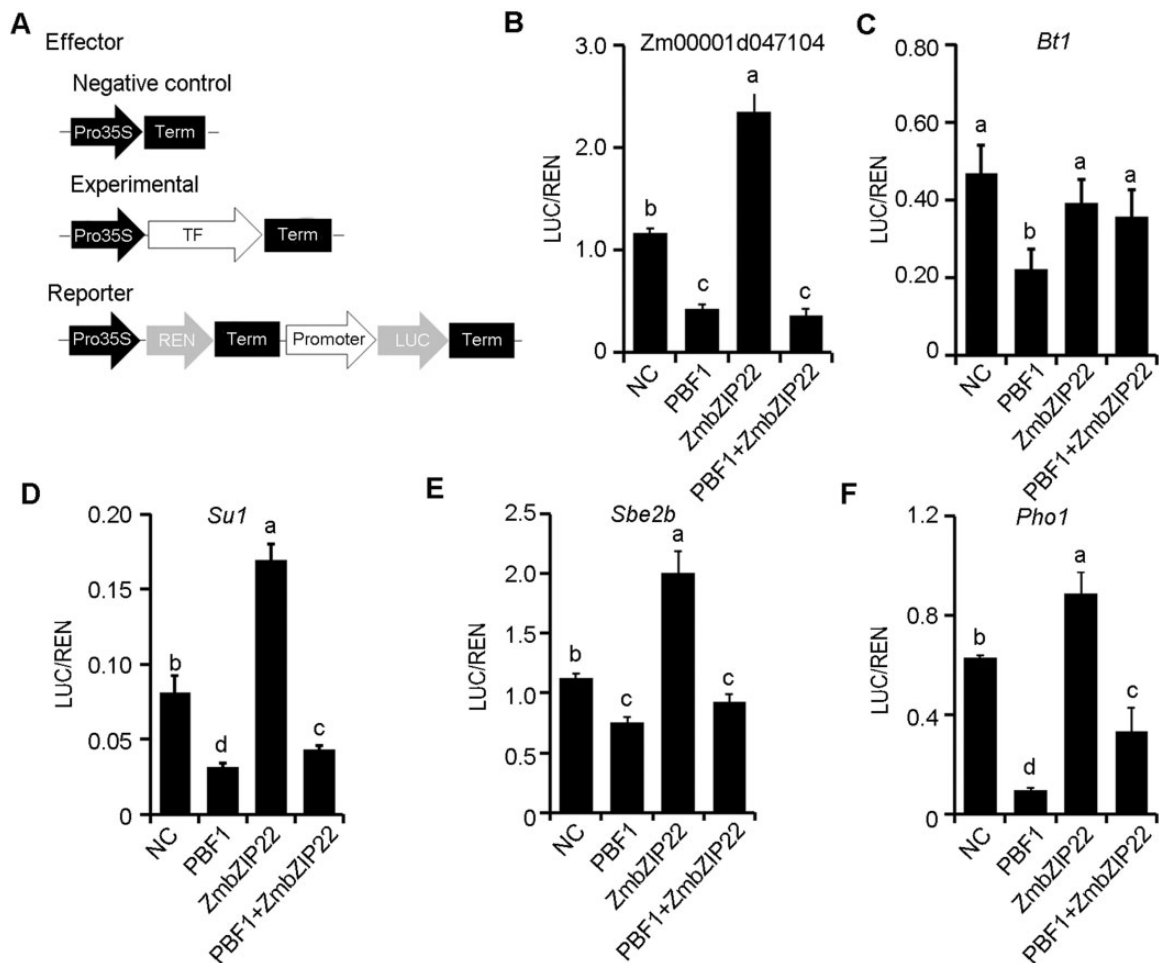 A
Effector
Negative control
Pro35S Term
Experimental
Pro35S TF Term
Reporter
Pro35S REN Term Promoter LUC Term
B
Zm00001d047104
LUC/REN
3.0
2.0
1.0
0
b
c
a
c
NC
PBF1
ZmbZIP22
PBF1+ZmbZIP22
C
Bt1
LUC/REN
0.80
0.60
0.40
0.20
0
a
b
a
a
NC
PBF1
ZmbZIP22
PBF1+ZmbZIP22
D
Su1
LUC/REN
0.20
0.15
0.10
0.05
0
b
d
a
c
NC
PBF1
ZmbZIP22
PBF1+ZmbZIP22
E
Sbe2b
LUC/REN
2.5
2.0
1.5
1.0
0.5
0
b
c
a
c
NC
PBF1
ZmbZIP22
PBF1+ZmbZIP22
F
Pho1
LUC/REN
1.2
0.8
0.4
0
b
d
a
c
NC
PBF1
ZmbZIP22
PBF1+ZmbZIP22